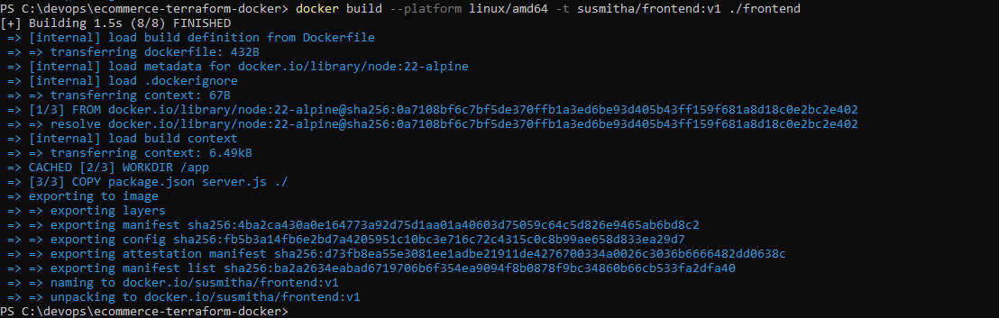 PS C:\devops\ecommerce-terraform-docker> docker build --platform linux/amd64 -t susmitha/frontend:v1 ./frontend
[+] Building 1.5s (8/8) FINISHED
=> [internal] load build definition from Dockerfile
=> => transferring dockerfile: 432B
=> [internal] load metadata for docker.io/library/node:22-alpine
=> [internal] load .dockerignore
=> => transferring context: 67B
=> [1/3] FROM docker.io/library/node:22-alpine@sha256:0a7108bf6c7bf5de370ffb1a3ed6be93d405b43ff159f681a8d18c0e2bc2e402
=> => resolve docker.io/library/node:22-alpine@sha256:0a7108bf6c7bf5de370ffb1a3ed6be93d405b43ff159f681a8d18c0e2bc2e402
=> [internal] load build context
=> => transferring context: 6.49kB
=> CACHED [2/3] WORKDIR /app
=> [3/3] COPY package.json server.js ./
=> exporting to image
=> => exporting layers
=> => exporting manifest sha256:4ba2ca430a0e164773a92d75d1aa01a40603d75059c64c5d826e9465ab6bd8c2
=> => exporting config sha256:fb5b3a14fb6e2bd7a4205951c10bc3e716c72c4315c0c8b99ae658d833ea29d7
=> => exporting attestation manifest sha256:d73fb8ea55e3081ee1adbe21911de4276700334a0026c3036b6666482dd0638c
=> => exporting manifest list sha256:ba2a2634eabad6719706b6f354ea9094f8b0878f9bc34860b66cb533fa2dfa40
=> => naming to docker.io/susmitha/frontend:v1
=> => unpacking to docker.io/susmitha/frontend:v1
PS C:\devops\ecommerce-terraform-docker>